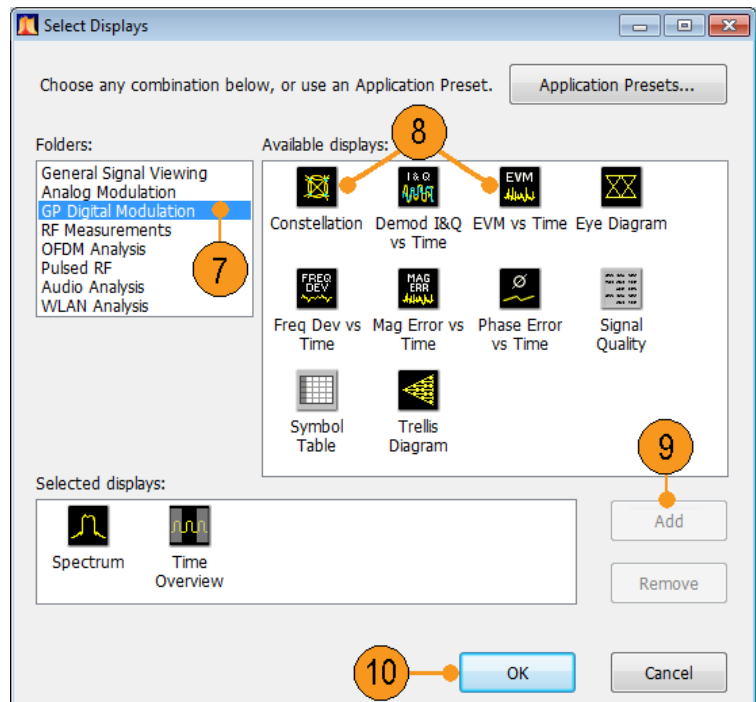 Select Displays
Choose any combination below, or use an Application Preset.
Application Presets...
Folders:
General Signal Viewing
Analog Modulation
GP Digital Modulation
RF Measurements
OFDM Analysis
Pulsed RF
Audio Analysis
WLAN Analysis
7
Available displays:
8
I & Q
EVM
Constellation
Demod I&Q
vs Time
EVM vs Time
Eye Diagram
FREQ
DEV
MAG
ERR
Ø
Freq Dev vs
Time
Mag Error vs
Time
Phase Error
vs Time
Signal
Quality
Symbol
Table
Trellis
Diagram
9
Selected displays:
Spectrum
Time
Overview
Add
Remove
10
OK
Cancel